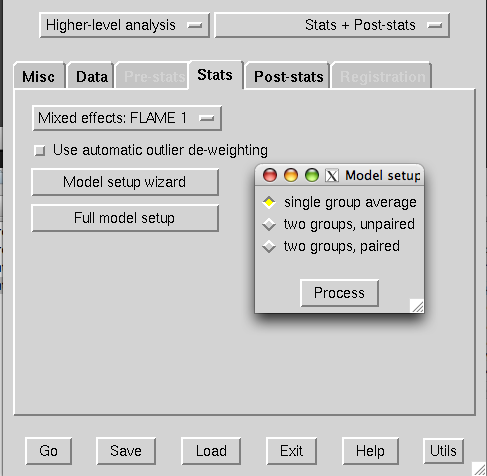 Higher-level analysis Stats + Post-stats
Misc Data Pre-stats Stats Post-stats Registration
Mixed effects: FLAME 1
Use automatic outlier de-weighting
Model setup wizard
Full model setup
X Model setup
single group average
two groups, unpaired
two groups, paired
Process
Go Save Load Exit Help Utils